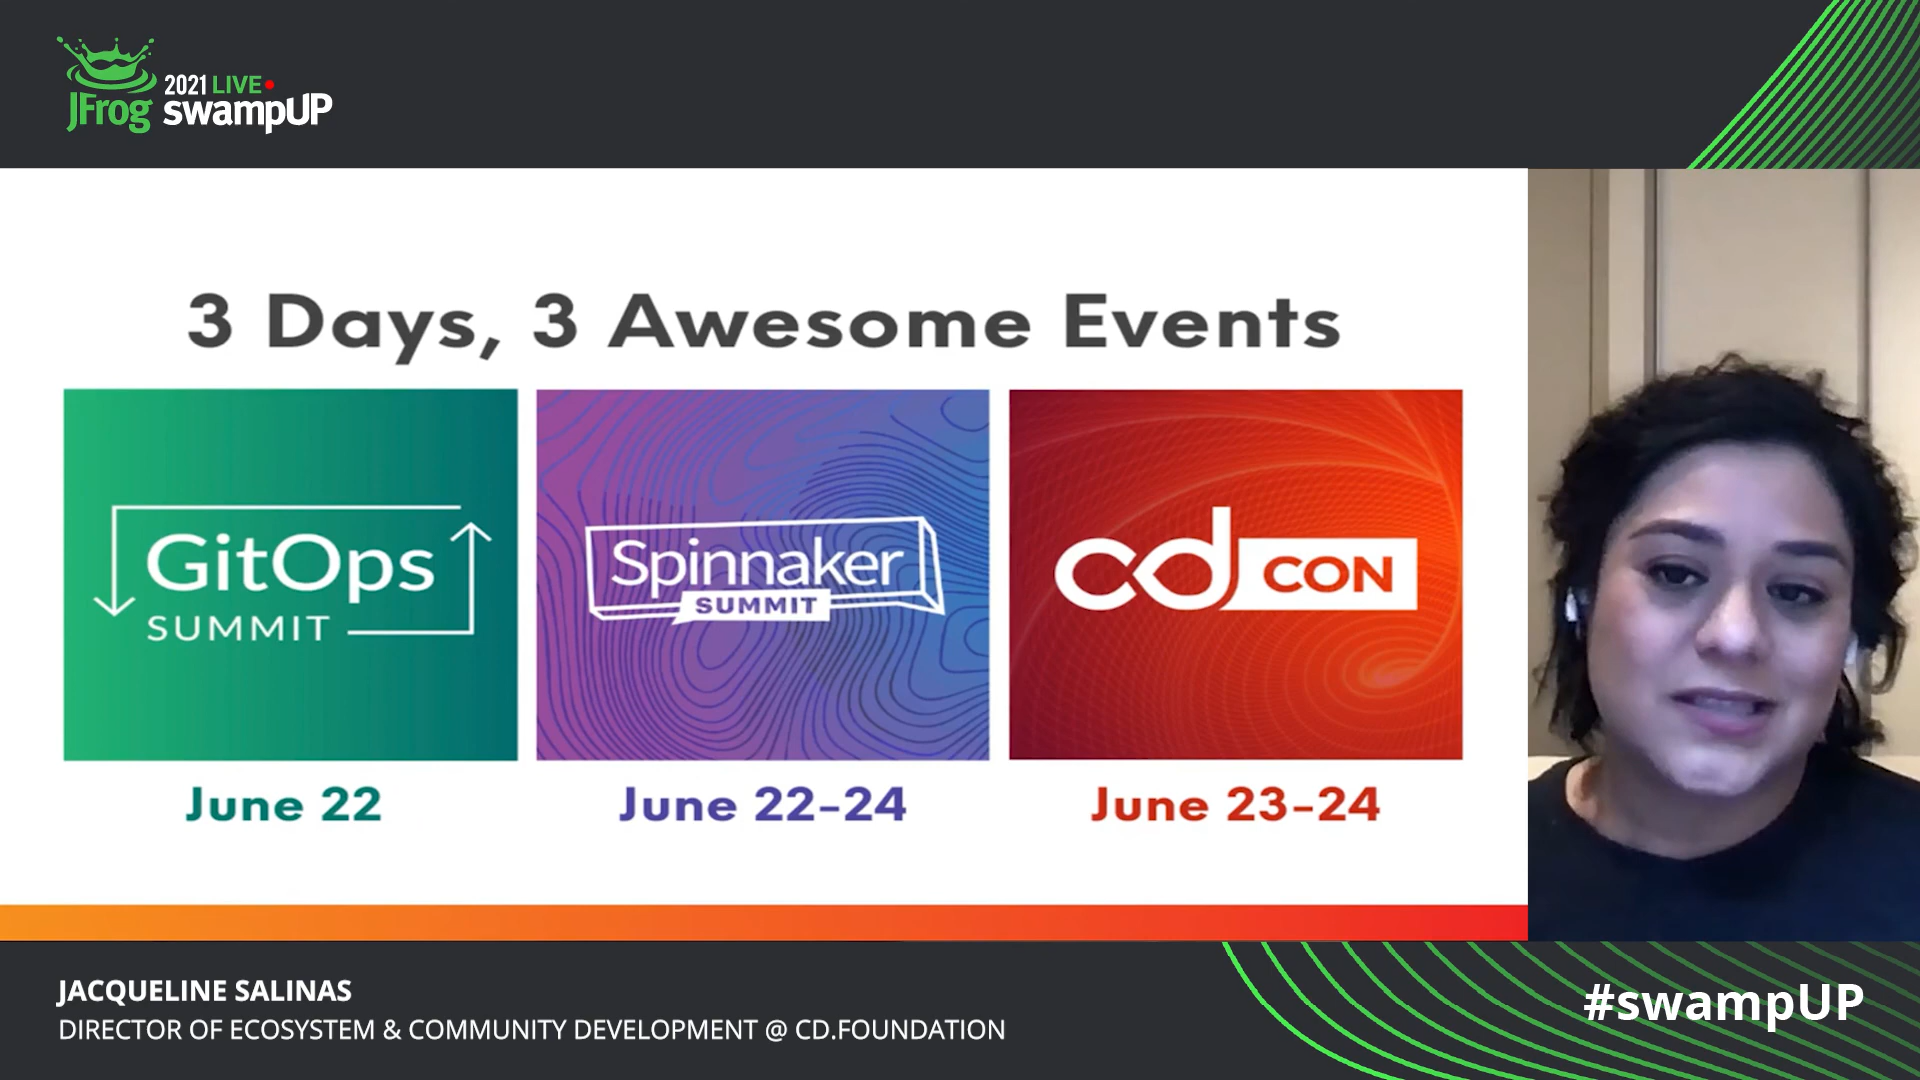 2021 LIVE
JFrog swampUP
3 Days, 3 Awesome Events
GitOps
SUMMIT
Spinnaker
SUMMIT
cd CON
June 22
June 22-24
June 23-24
JACQUELINE SALINAS
DIRECTOR OF ECOSYSTEM & COMMUNITY DEVELOPMENT @ CD.FOUNDATION
#swampUP